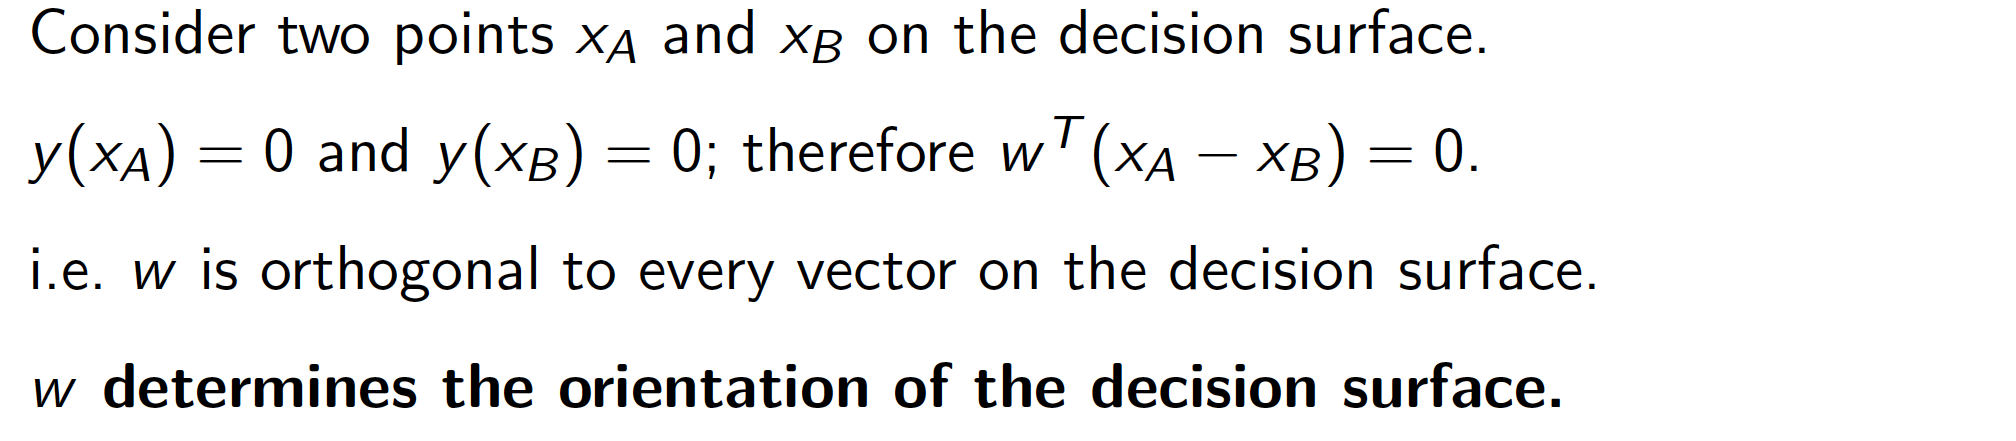 Consider two points x_A and x_B on the decision surface.
y(x_A) = 0 and y(x_B) = 0; therefore w^T(x_A − x_B) = 0.
i.e. w is orthogonal to every vector on the decision surface.
w determines the orientation of the decision surface.